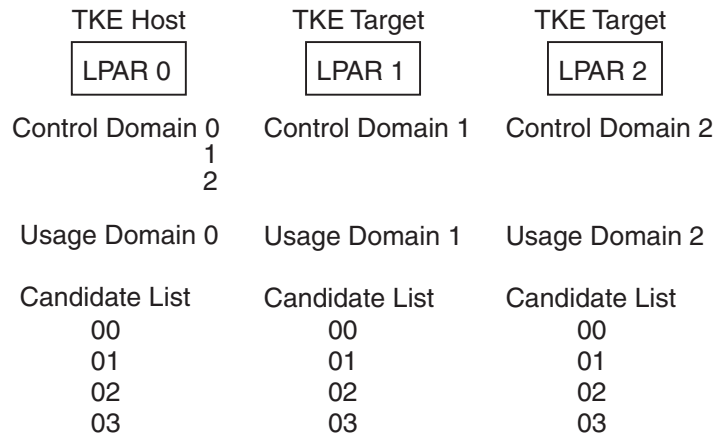 TKE Host TKE Target TKE Target
LPAR 0 LPAR 1 LPAR 2
Control Domain 0 Control Domain 1 Control Domain 2
1
2
Usage Domain 0 Usage Domain 1 Usage Domain 2
Candidate List Candidate List Candidate List
00 00 00
01 01 01
02 02 02
03 03 03